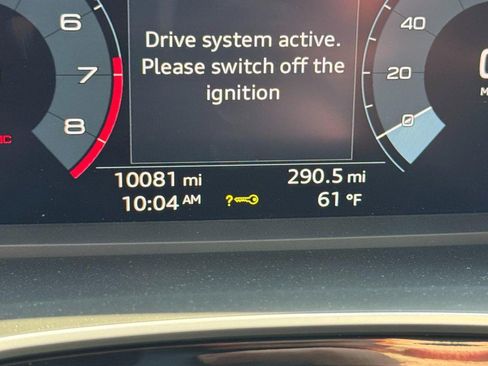 6
7
8
Drive system active.
Please switch off the
ignition
40
20
0
10081 mi
290.5 mi
10:04 AM
?
61 °F